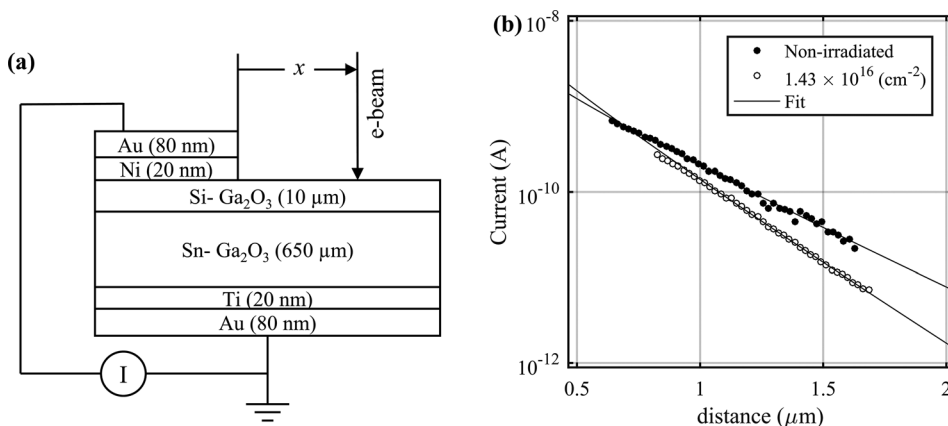 (a)
x
e-beam
Au (80 nm)
Ni (20 nm)
Si- Ga₂O₃ (10 µm)
Sn- Ga₂O₃ (650 µm)
Ti (20 nm)
Au (80 nm)
I
(b)
10⁻⁸
10⁻¹⁰
10⁻¹²
Current (A)
Non-irradiated
1.43 × 10¹⁶ (cm⁻²)
Fit
0.5 1 1.5 2
distance (µm)